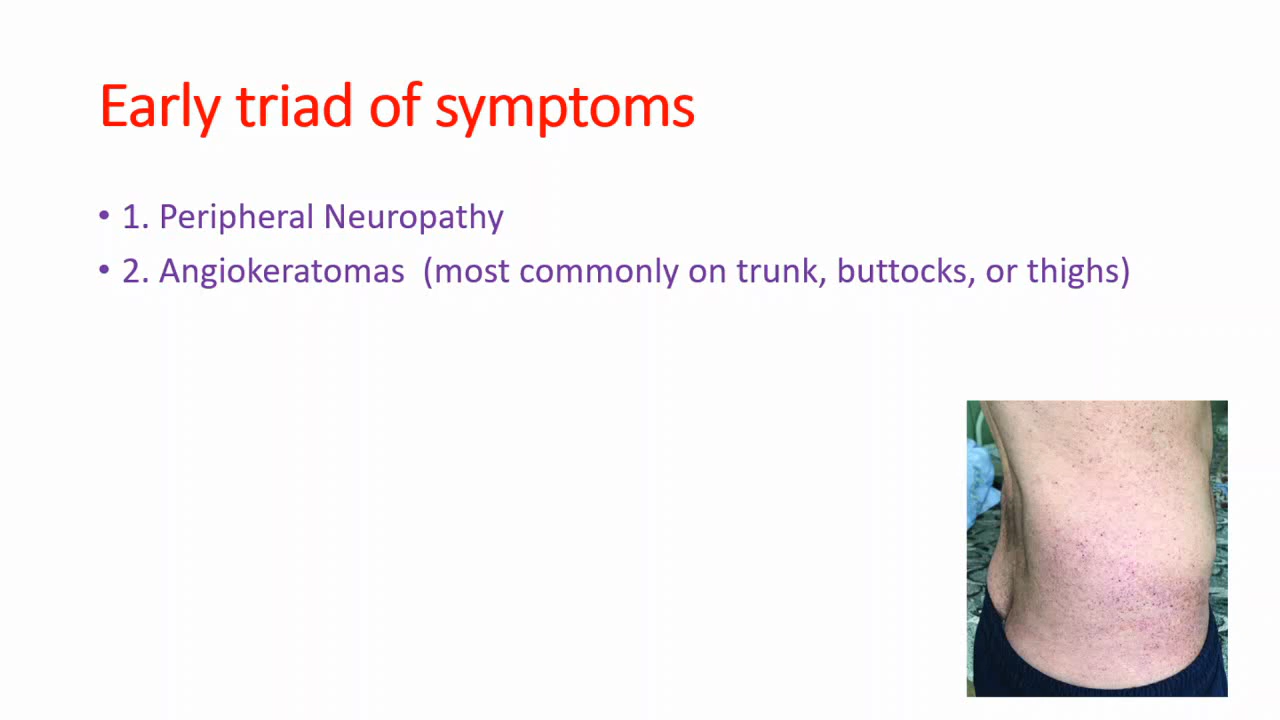 Early triad of symptoms
• 1. Peripheral Neuropathy
• 2. Angiokeratomas  (most commonly on trunk, buttocks, or thighs)